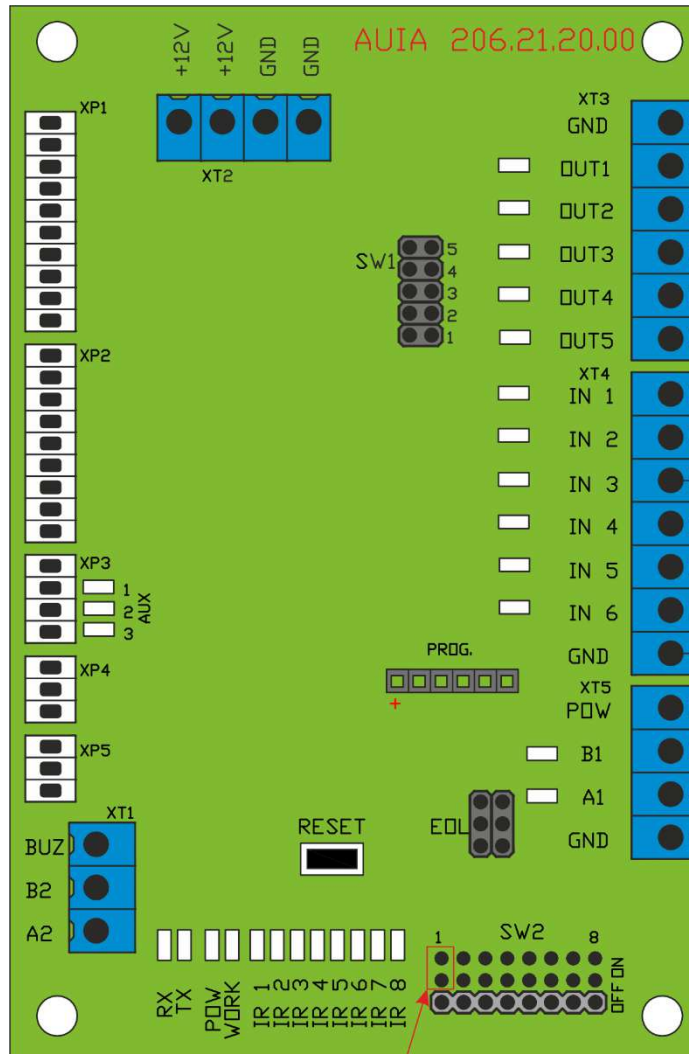 AUIA 206.21.20.00
+12V
+12V
GND
GND
XT2
XP1
XP2
XP3
1
2
3
AUX
XP4
XP5
XT1
BUZ
B2
A2
SW1
5
4
3
2
1
XT3
GND
OUT1
OUT2
OUT3
OUT4
OUT5
XT4
IN 1
IN 2
IN 3
IN 4
IN 5
IN 6
GND
XT5
POW
B1
A1
GND
PROG.
+
RESET
EOL
RX
TX
POW
WORK
IR 1
IR 2
IR 3
IR 4
IR 5
IR 6
IR 7
IR 8
1 SW2 8
ON
OFF